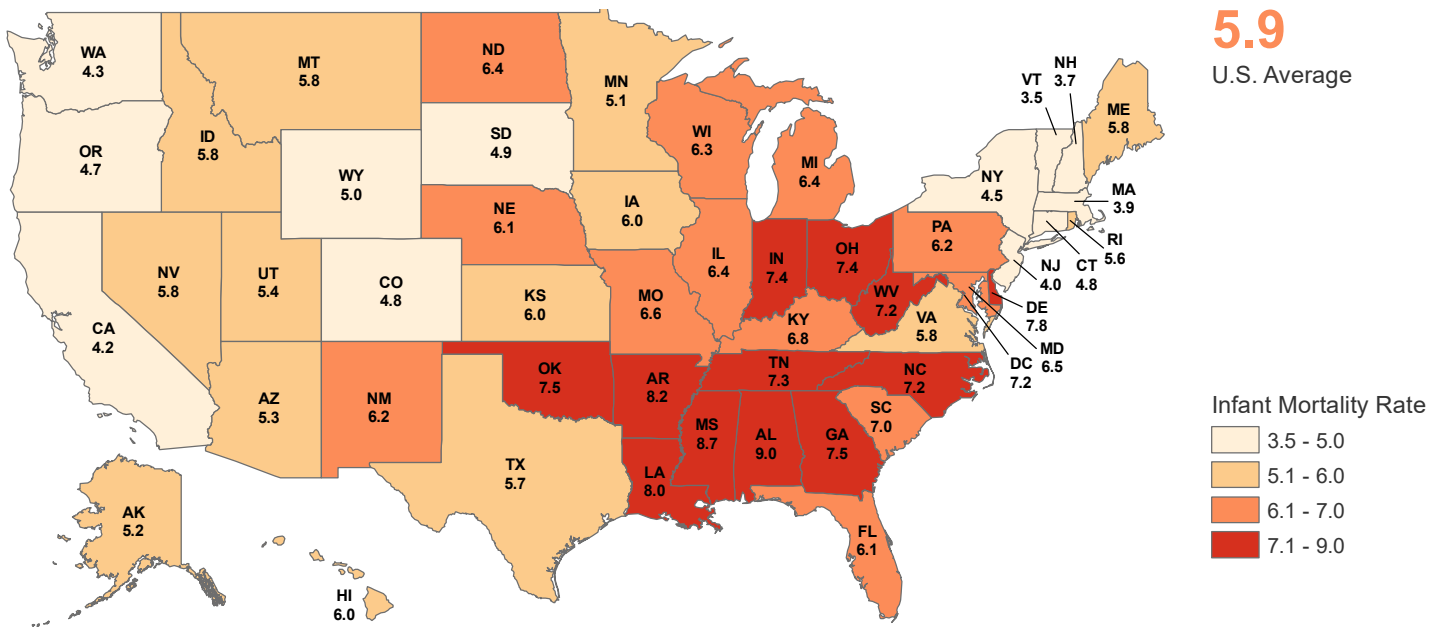 5.9
U.S. Average
WA
4.3
OR
4.7
CA
4.2
ID
5.8
NV
5.8
MT
5.8
WY
5.0
UT
5.4
AZ
5.3
CO
4.8
NM
6.2
ND
6.4
SD
4.9
NE
6.1
KS
6.0
OK
7.5
TX
5.7
MN
5.1
IA
6.0
MO
6.6
AR
8.2
LA
8.0
WI
6.3
IL
6.4
MI
6.4
IN
7.4
OH
7.4
KY
6.8
TN
7.3
MS
8.7
AL
9.0
GA
7.5
FL
6.1
SC
7.0
NC
7.2
VA
5.8
WV
7.2
PA
6.2
NY
4.5
VT
3.5
NH
3.7
ME
5.8
MA
3.9
RI
5.6
CT
4.8
NJ
4.0
DE
7.8
MD
6.5
DC
7.2
AK
5.2
HI
6.0
Infant Mortality Rate
3.5 - 5.0
5.1 - 6.0
6.1 - 7.0
7.1 - 9.0